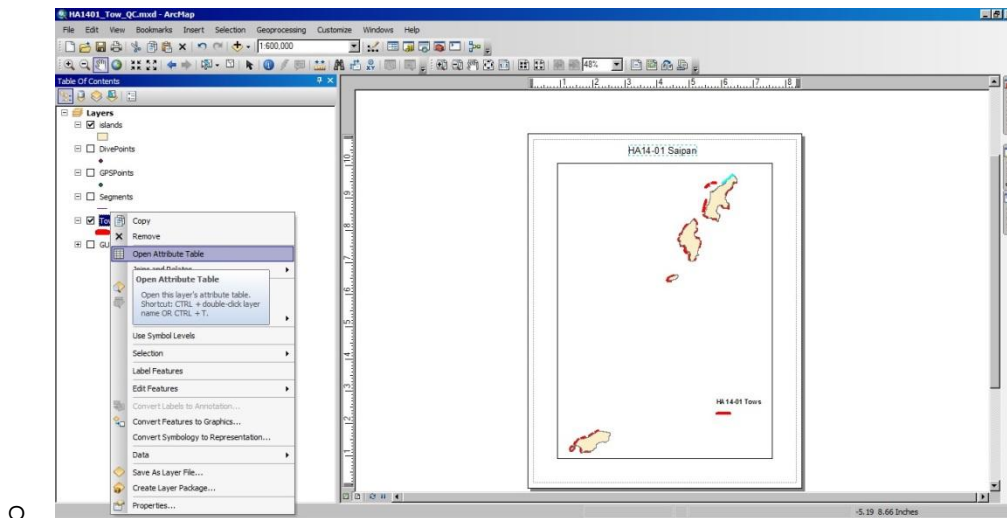 HA1401_Tow_QC.mxd - ArcMap
File Edit View Bookmarks Insert Selection Geoprocessing Customize Windows Help
1:600,000
48%
Table Of Contents
Layers
islands
DivePoints
GPSPoints
Segments
Copy
Remove
Open Attribute Table
Open Attribute Table
Open this layer's attribute table.
Shortcut: CTRL + double-click layer
name OR CTRL + T.
Use Symbol Levels
Selection
Label Features
Edit Features
Convert Labels to Annotation...
Convert Features to Graphics...
Convert Symbology to Representation...
Data
Save As Layer File...
Create Layer Package...
Properties...
HA14-01 Saipan
HA 14-01 Tows
-5.19 8.66 Inches